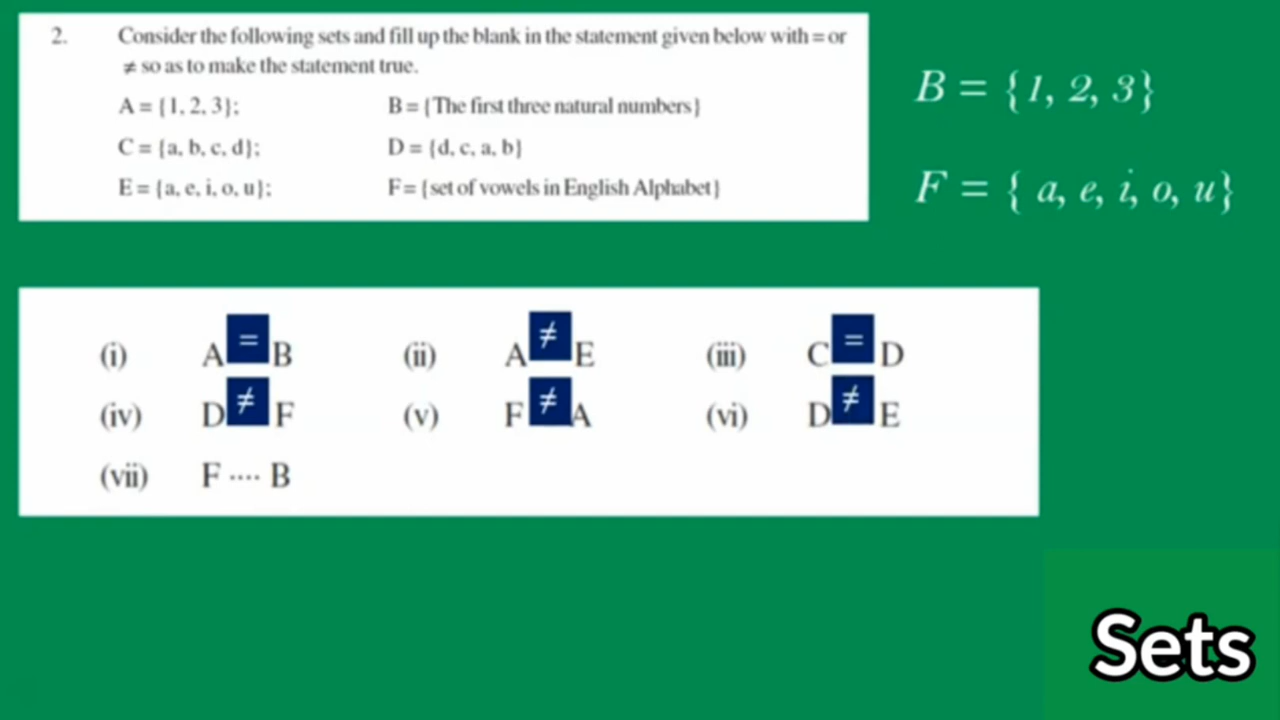 2. Consider the following sets and fill up the blank in the statement given below with = or
≠ so as to make the statement true.
A = {1, 2, 3}; B = {The first three natural numbers}
C = {a, b, c, d}; D = {d, c, a, b}
E = {a, e, i, o, u}; F = {set of vowels in English Alphabet}
B = {1, 2, 3}
F = { a, e, i, o, u}
(i) A = B (ii) A ≠ E (iii) C = D
(iv) D ≠ F (v) F ≠ A (vi) D ≠ E
(vii) F .... B
Sets